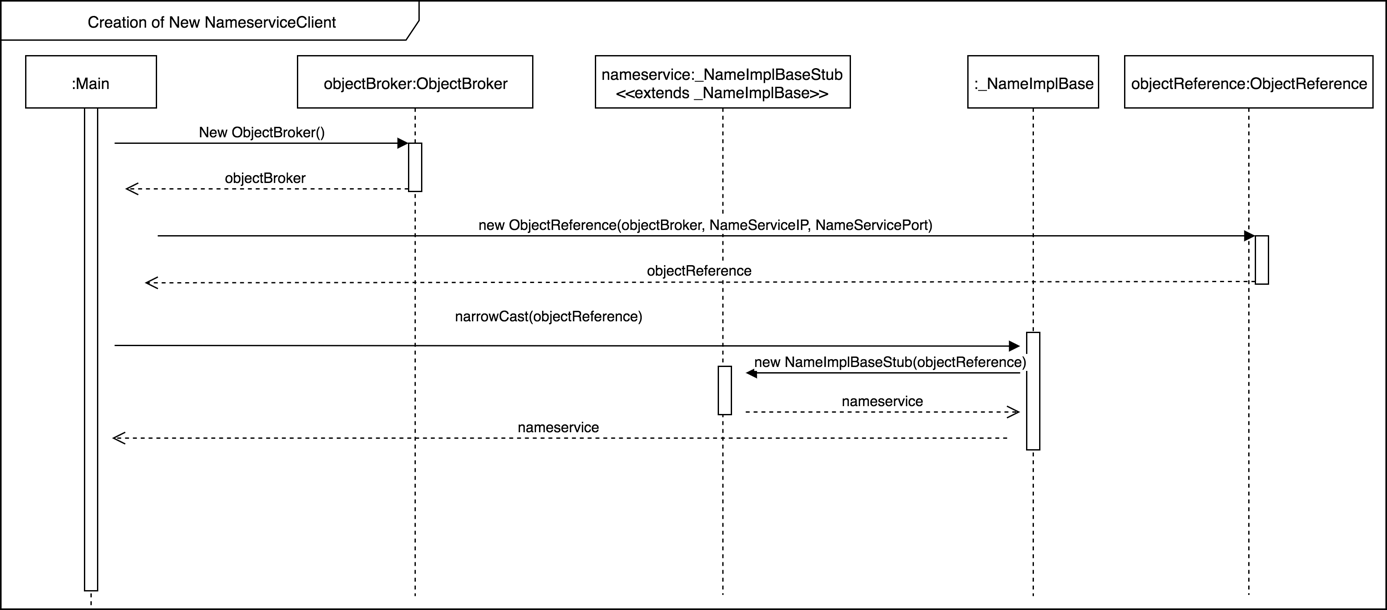 Creation of New NameserviceClient
:Main
objectBroker:ObjectBroker
nameservice:_NameImplBaseStub
<<extends _NameImplBase>>
:_NameImplBase
objectReference:ObjectReference
New ObjectBroker()
objectBroker
new ObjectReference(objectBroker, NameServiceIP, NameServicePort)
objectReference
narrowCast(objectReference)
new NameImplBaseStub(objectReference)
nameservice
nameservice